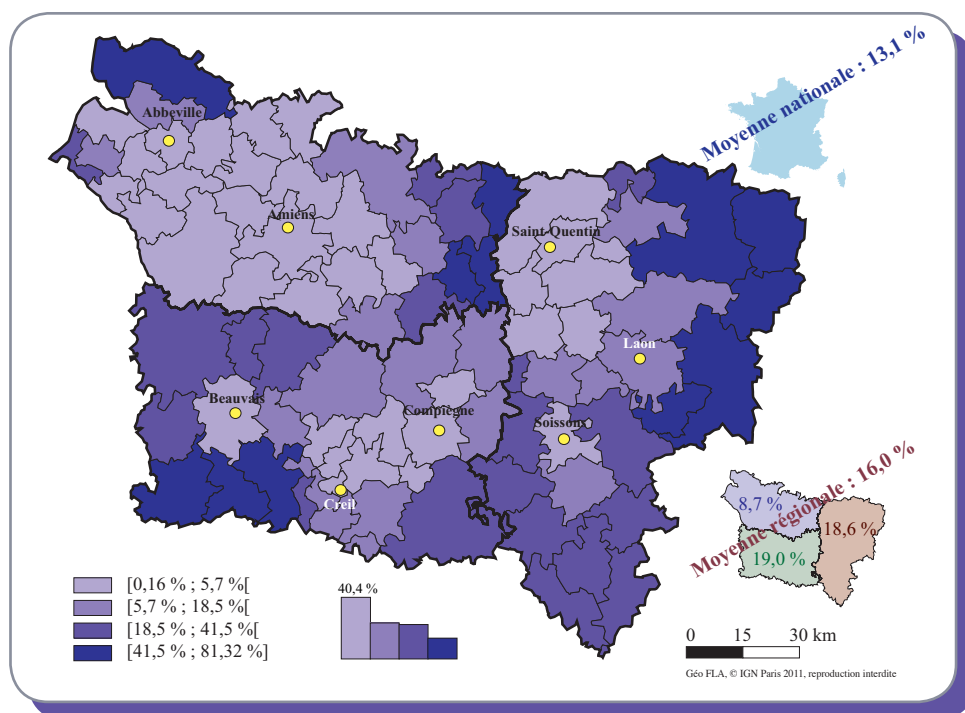 Moyenne nationale : 13,1 %
Abbeville
Amiens
Saint-Quentin
Laon
Beauvais
Compiègne
Soissons
Creil
Moyenne régionale : 16,0 %
8,7 %
18,6 %
19,0 %
[0,16 % ; 5,7 %[
[5,7 % ; 18,5 %[
[18,5 % ; 41,5 %[
[41,5 % ; 81,32 %]
40,4 %
0 15 30 km
Géo FLA, © IGN Paris 2011, reproduction interdite